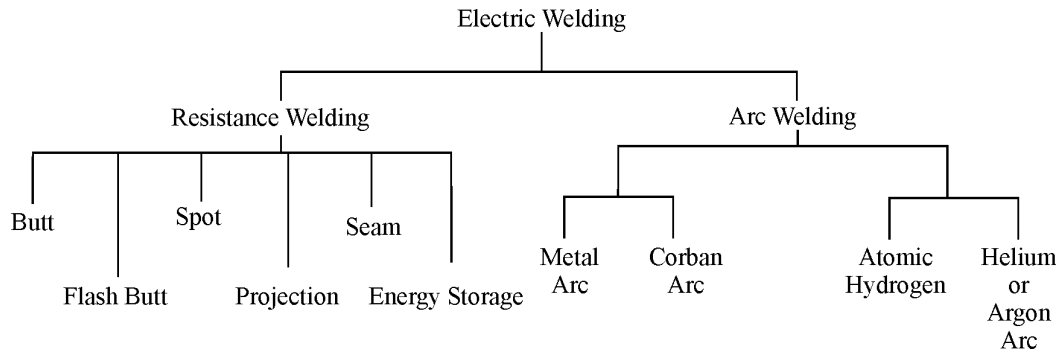 Electric Welding
Resistance Welding
Arc Welding
Butt
Spot
Seam
Flash Butt
Projection
Energy Storage
Metal
Arc
Corban
Arc
Atomic
Hydrogen
Helium
or
Argon
Arc